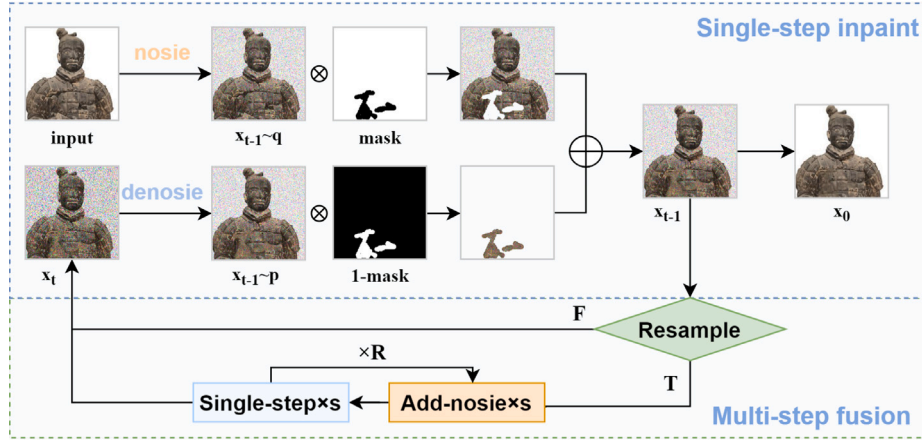 Single-step inpaint
nosie
input
x_{t-1}~q
mask
denosie
x_t
x_{t-1}~p
1-mask
x_{t-1}
x_0
Resample
F
T
×R
Single-step×s
Add-nosie×s
Multi-step fusion